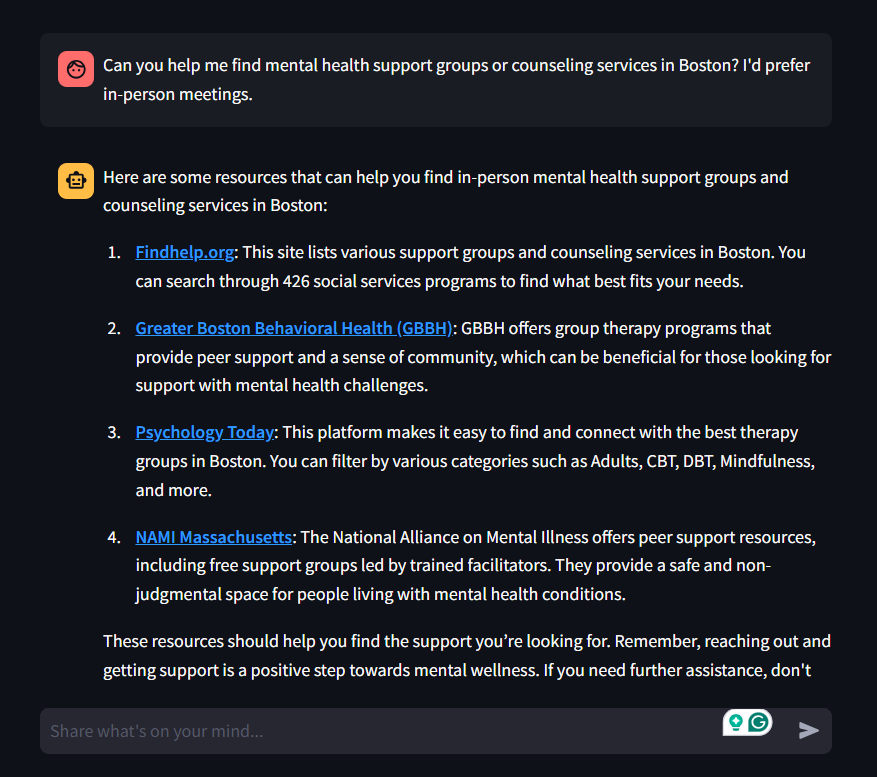 Can you help me find mental health support groups or counseling services in Boston? I'd prefer
in-person meetings.
Here are some resources that can help you find in-person mental health support groups and
counseling services in Boston:
1. Findhelp.org: This site lists various support groups and counseling services in Boston. You
can search through 426 social services programs to find what best fits your needs.
2. Greater Boston Behavioral Health (GBBH): GBBH offers group therapy programs that
provide peer support and a sense of community, which can be beneficial for those looking for
support with mental health challenges.
3. Psychology Today: This platform makes it easy to find and connect with the best therapy
groups in Boston. You can filter by various categories such as Adults, CBT, DBT, Mindfulness,
and more.
4. NAMI Massachusetts: The National Alliance on Mental Illness offers peer support resources,
including free support groups led by trained facilitators. They provide a safe and non-
judgmental space for people living with mental health conditions.
These resources should help you find the support you’re looking for. Remember, reaching out and
getting support is a positive step towards mental wellness. If you need further assistance, don't
Share what's on your mind...